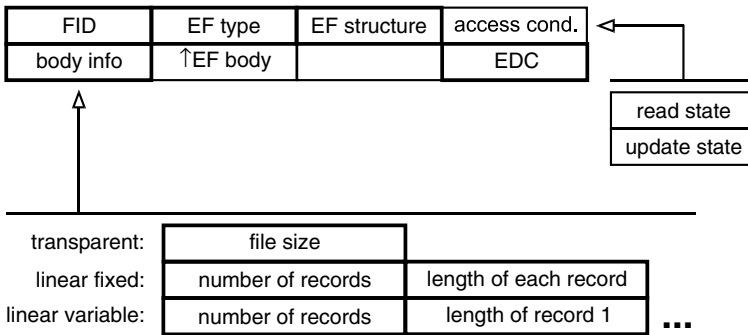 FID EF type EF structure access cond.
body info ↑EF body EDC
read state
update state
transparent: file size
linear fixed: number of records length of each record
linear variable: number of records length of record 1 ...